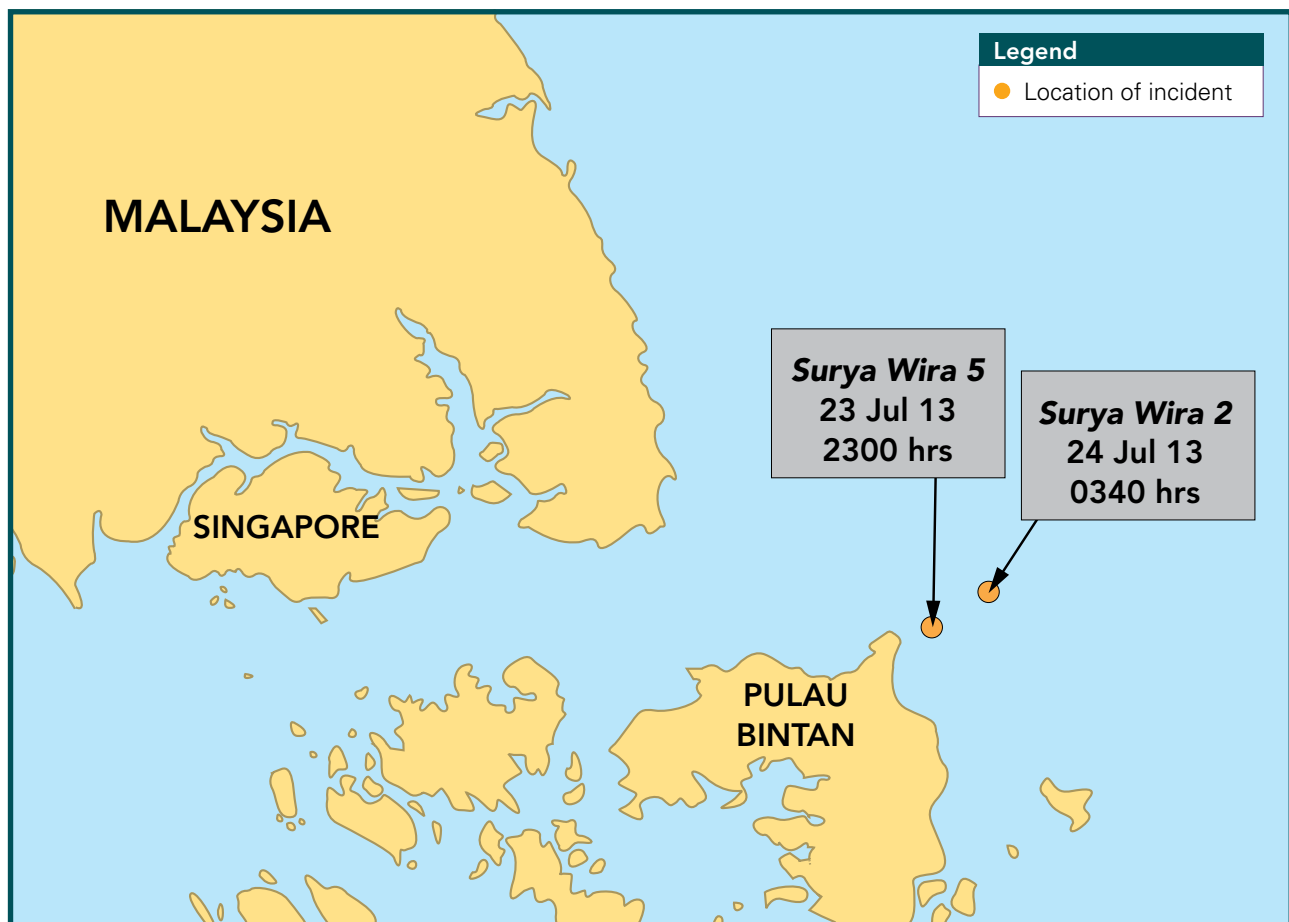 Legend
Location of incident
MALAYSIA
Surya Wira 5
23 Jul 13
2300 hrs
Surya Wira 2
24 Jul 13
0340 hrs
SINGAPORE
PULAU
BINTAN